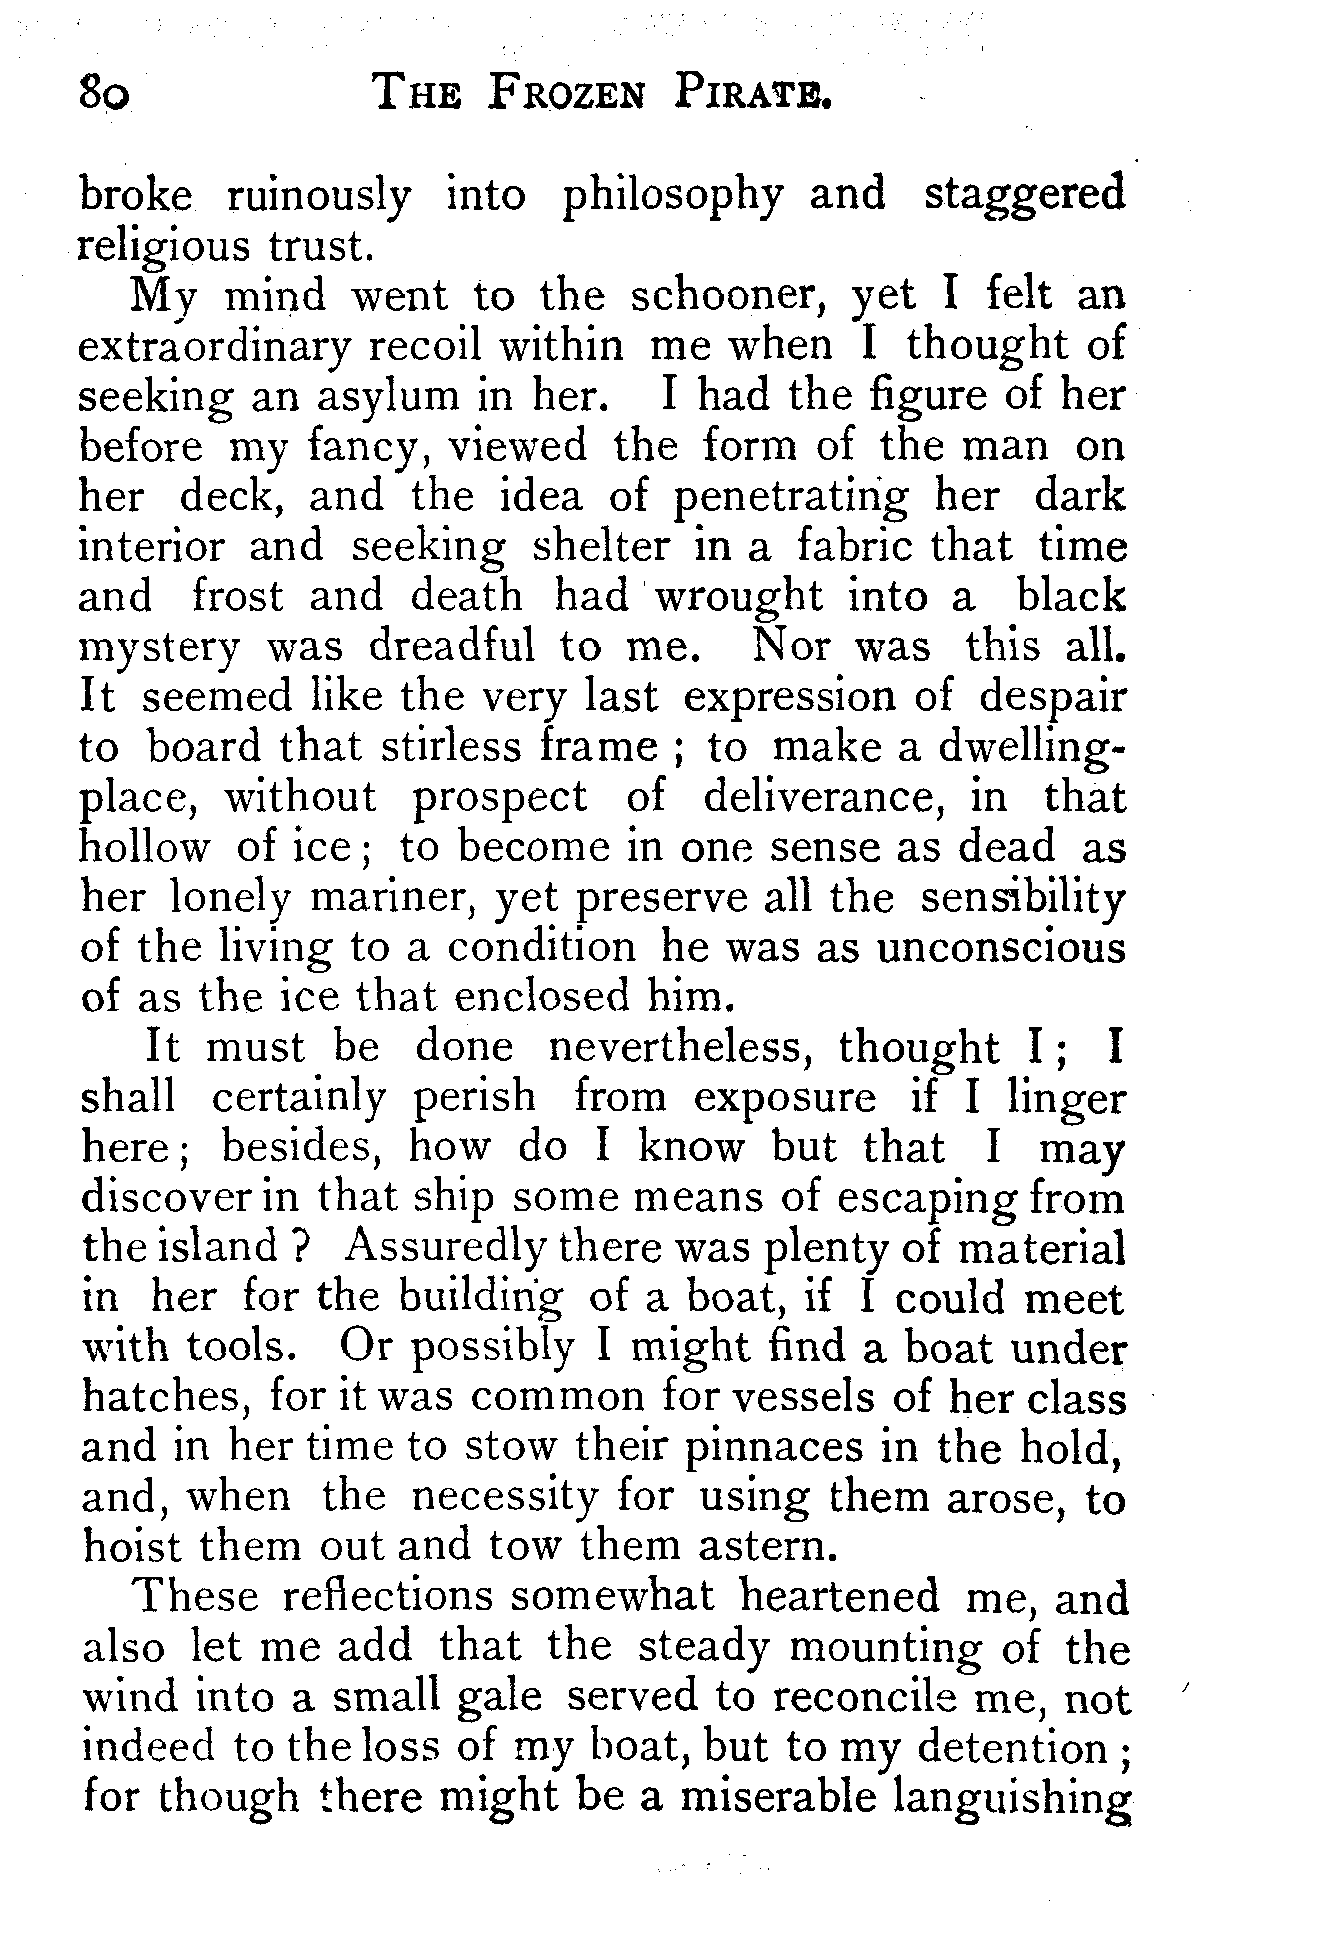 80 THE FROZEN PIRATE.
broke ruinously into philosophy and staggered
religious trust.
My mind went to the schooner, yet I felt an
extraordinary recoil within me when I thought of
seeking an asylum in her. I had the figure of her
before my fancy, viewed the form of the man on
her deck, and the idea of penetrating her dark
interior and seeking shelter in a fabric that time
and frost and death had wrought into a black
mystery was dreadful to me. Nor was this all.
It seemed like the very last expression of despair
to board that stirless frame ; to make a dwelling-
place, without prospect of deliverance, in that
hollow of ice ; to become in one sense as dead as
her lonely mariner, yet preserve all the sensibility
of the living to a condition he was as unconscious
of as the ice that enclosed him.
It must be done nevertheless, thought I ; I
shall certainly perish from exposure if I linger
here ; besides, how do I know but that I may
discover in that ship some means of escaping from
the island ? Assuredly there was plenty of material
in her for the building of a boat, if I could meet
with tools. Or possibly I might find a boat under
hatches, for it was common for vessels of her class
and in her time to stow their pinnaces in the hold,
and, when the necessity for using them arose, to
hoist them out and tow them astern.
These reflections somewhat heartened me, and
also let me add that the steady mounting of the
wind into a small gale served to reconcile me, not
indeed to the loss of my boat, but to my detention ;
for though there might be a miserable languishing